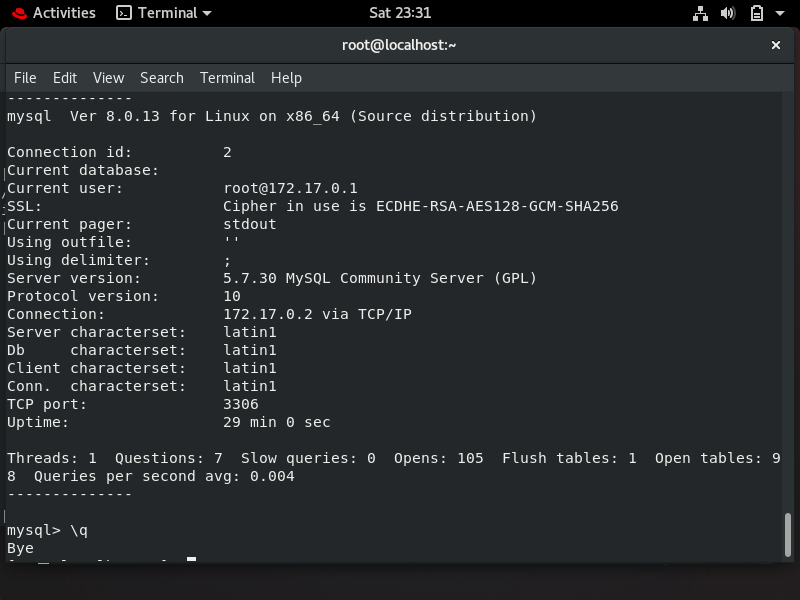 Activities Terminal Sat 23:31
root@localhost:~
File Edit View Search Terminal Help
--------------
mysql  Ver 8.0.13 for Linux on x86_64 (Source distribution)
Connection id:          2
Current database:
Current user:           root@172.17.0.1
SSL:                    Cipher in use is ECDHE-RSA-AES128-GCM-SHA256
Current pager:          stdout
Using outfile:          ''
Using delimiter:        ;
Server version:         5.7.30 MySQL Community Server (GPL)
Protocol version:       10
Connection:             172.17.0.2 via TCP/IP
Server characterset:    latin1
Db     characterset:    latin1
Client characterset:    latin1
Conn.  characterset:    latin1
TCP port:               3306
Uptime:                 29 min 0 sec
Threads: 1  Questions: 7  Slow queries: 0  Opens: 105  Flush tables: 1  Open tables: 9
8  Queries per second avg: 0.004
--------------
mysql> \q
Bye